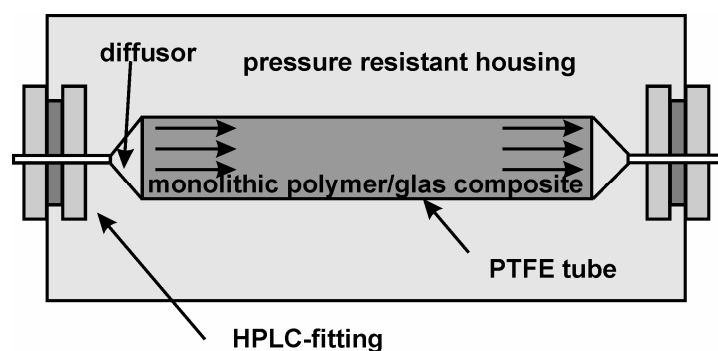 diffusor
pressure resistant housing
monolithic polymer/glas composite
PTFE tube
HPLC-fitting